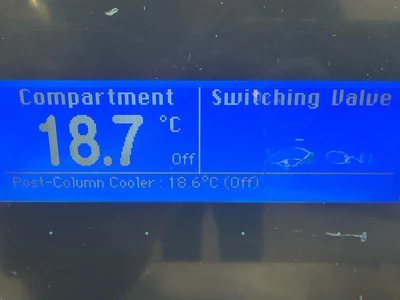 Compartment
Switching Valve
18.7 °C
Off
Post-Column Cooler : 18.6°C (Off)